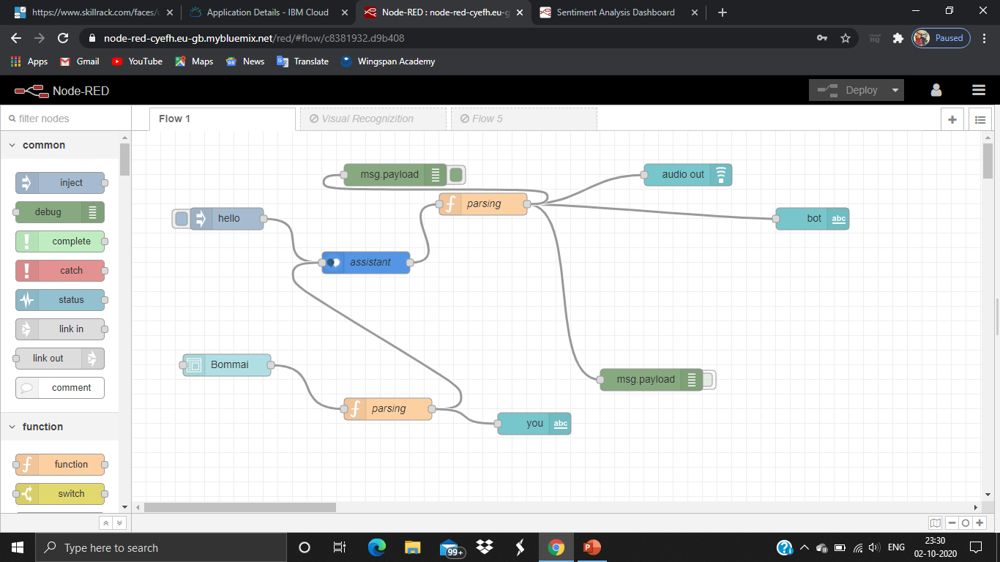 https://www.skillrack.com/faces/
Application Details - IBM Cloud
Node-RED : node-red-cyefh.eu-g
Sentiment Analysis Dashboard
node-red-cyefh.eu-gb.mybluemix.net/red/#flow/c8381932.d9b408
Paused
Apps
Gmail
YouTube
Maps
News
Translate
Wingspan Academy
Node-RED
Deploy
filter nodes
Flow 1
Visual Recognizition
Flow 5
common
inject
debug
complete
catch
status
link in
link out
comment
function
function
switch
msg.payload
audio out
parsing
hello
bot
abc
assistant
Bommai
msg.payload
parsing
you
abc
Type here to search
99+
ENG
23:30
02-10-2020